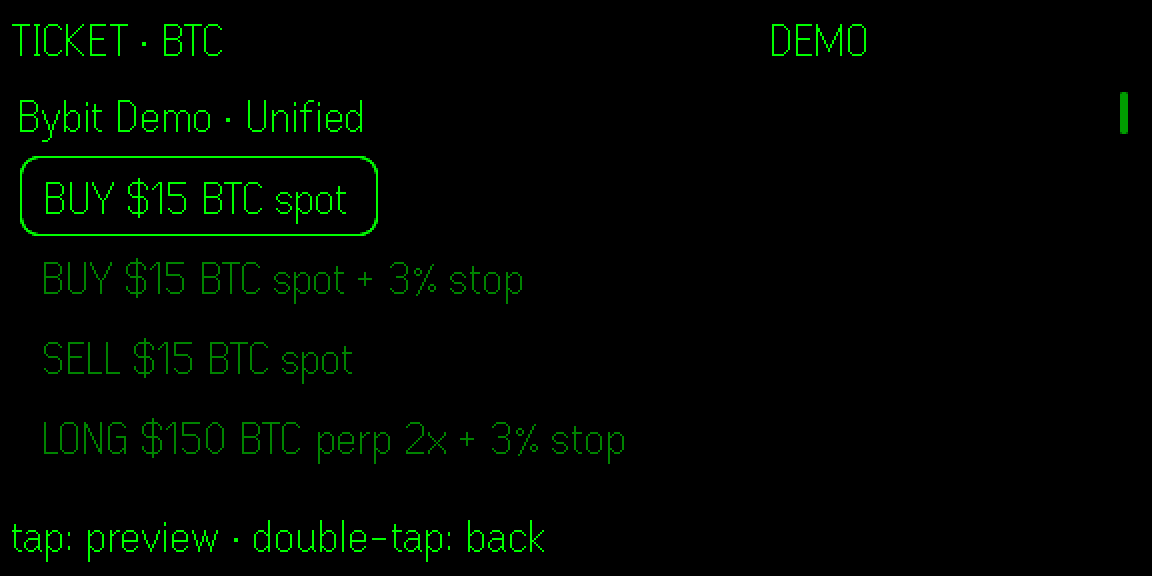 TICKET · BTC DEMO
Bybit Demo · Unified
BUY $15 BTC spot
BUY $15 BTC spot + 3% stop
SELL $15 BTC spot
LONG $150 BTC perp 2x + 3% stop
tap: preview · double-tap: back